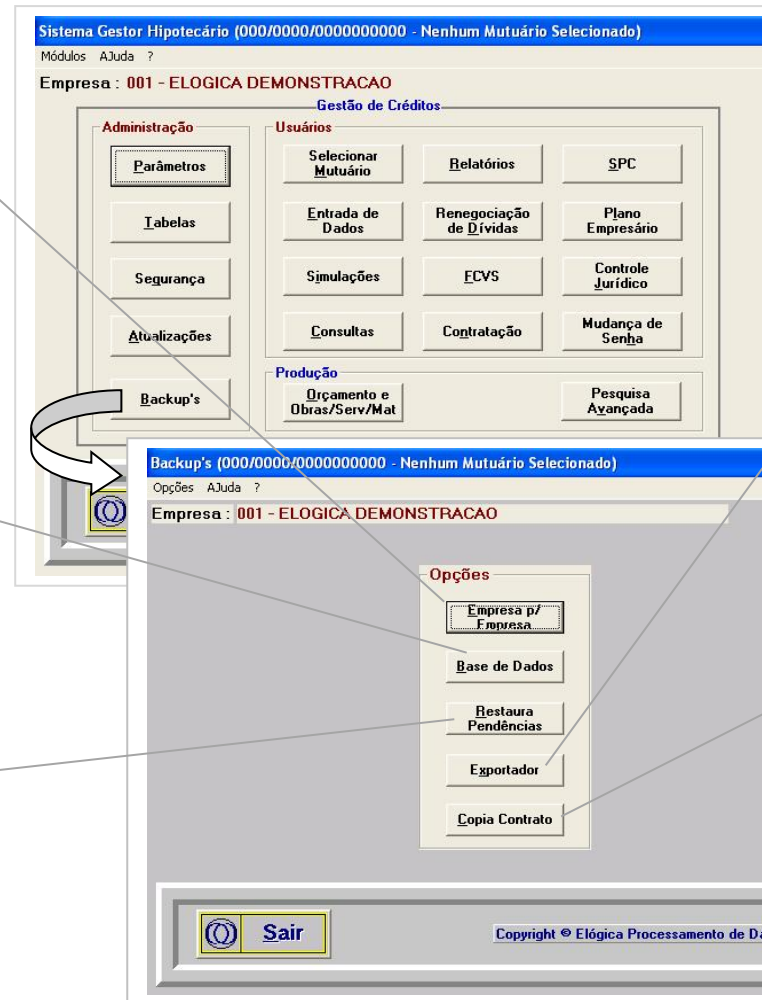 Sistema Gestor Hipotecário (000/0000/0000000000 - Nenhum Mutuário Selecionado)
Módulos AJuda ?
Empresa : 001 - ELOGICA DEMONSTRACAO
Gestão de Créditos
Administração
Parâmetros
Tabelas
Segurança
Atualizações
Backup's
Usuários
Selecionar
Mutuário
Relatórios
SPC
Entrada de
Dados
Renegociação
de Dívidas
Plano
Empresário
Simulações
FCVS
Controle
Jurídico
Consultas
Contratação
Mudança de
Senha
Produção
Orçamento e
Obras/Serv/Mat
Pesquisa
Avançada
Backup's (000/0000/0000000000 - Nenhum Mutuário Selecionado)
Opções AJuda ?
Empresa : 001 - ELOGICA DEMONSTRACAO
Opções
Empresa p/
Empresa
Base de Dados
Restaura
Pendências
Exportador
Copia Contrato
Sair
Copyright © Elógica Processamento de